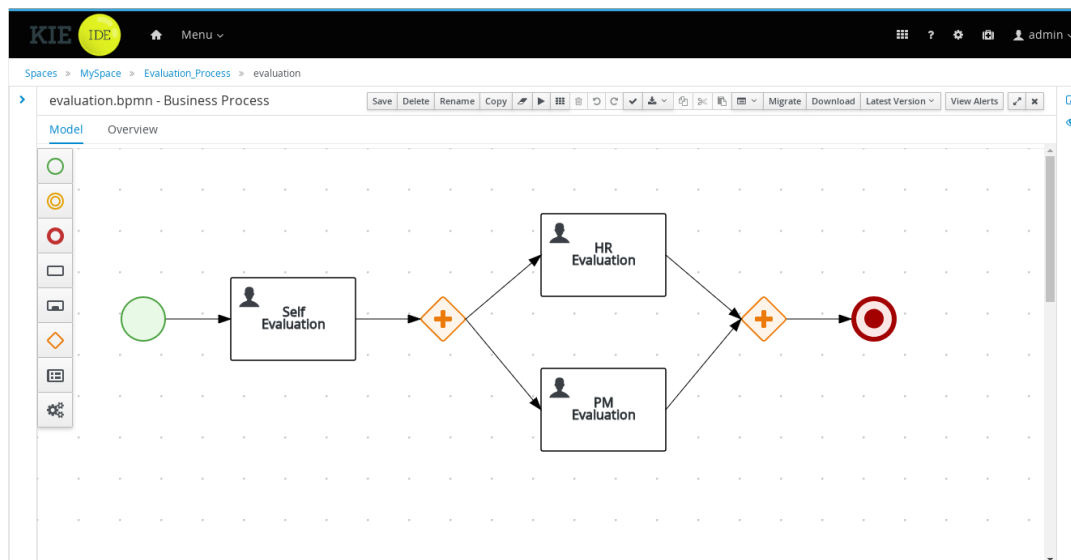 KIE IDE Menu ? admin
Spaces » MySpace » Evaluation_Process » evaluation
evaluation.bpmn - Business Process Save Delete Rename Copy Migrate Download Latest Version View Alerts
Model Overview
HR
Evaluation
Self
Evaluation
PM
Evaluation